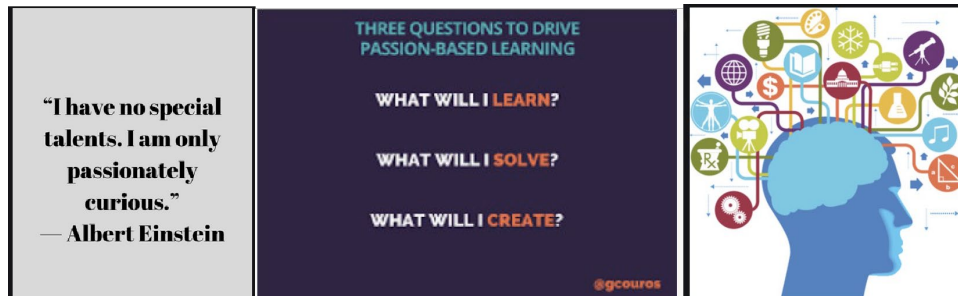 “I have no special
talents. I am only
passionately
curious.”
— Albert Einstein
THREE QUESTIONS TO DRIVE
PASSION-BASED LEARNING
WHAT WILL I LEARN?
WHAT WILL I SOLVE?
WHAT WILL I CREATE?
@gcouros
$
Rx
a
b